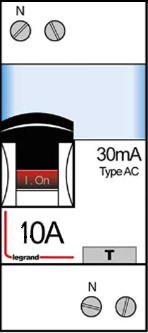 N
30mA
Type AC
I . On
10A
legrand
T
N